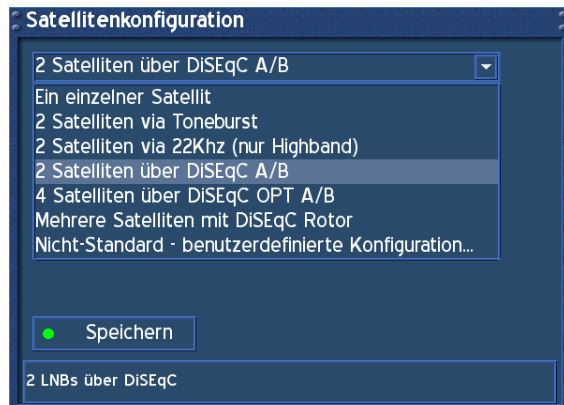 Satellitenkonfiguration
2 Satelliten über DiSEqC A/B
Ein einzelner Satellit
2 Satelliten via Toneburst
2 Satelliten via 22Khz (nur Highband)
2 Satelliten über DiSEqC A/B
4 Satelliten über DiSEqC OPT A/B
Mehrere Satelliten mit DiSEqC Rotor
Nicht-Standard - benutzerdefinierte Konfiguration...
Speichern
2 LNBs über DiSEqC